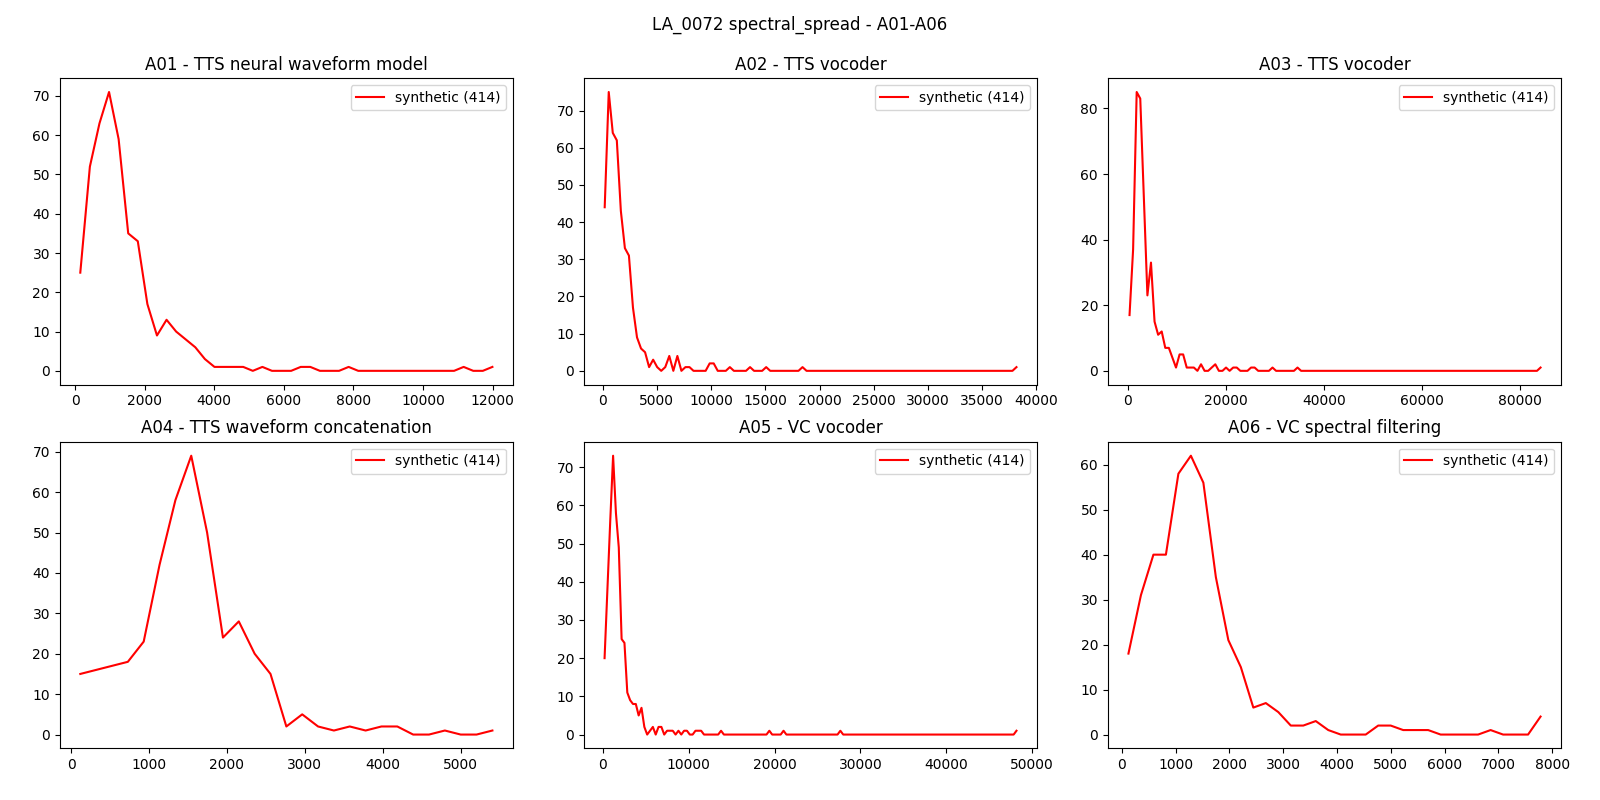 LA_0072 spectral_spread - A01-A06
A01 - TTS neural waveform model
synthetic (414)
70
60
50
40
30
20
10
0
0 2000 4000 6000 8000 10000 12000
A02 - TTS vocoder
synthetic (414)
70
60
50
40
30
20
10
0
0 5000 10000 15000 20000 25000 30000 35000 40000
A03 - TTS vocoder
synthetic (414)
80
60
40
20
0
0 20000 40000 60000 80000
A04 - TTS waveform concatenation
synthetic (414)
70
60
50
40
30
20
10
0
0 1000 2000 3000 4000 5000
A05 - VC vocoder
synthetic (414)
70
60
50
40
30
20
10
0
0 10000 20000 30000 40000 50000
A06 - VC spectral filtering
synthetic (414)
60
50
40
30
20
10
0
0 1000 2000 3000 4000 5000 6000 7000 8000